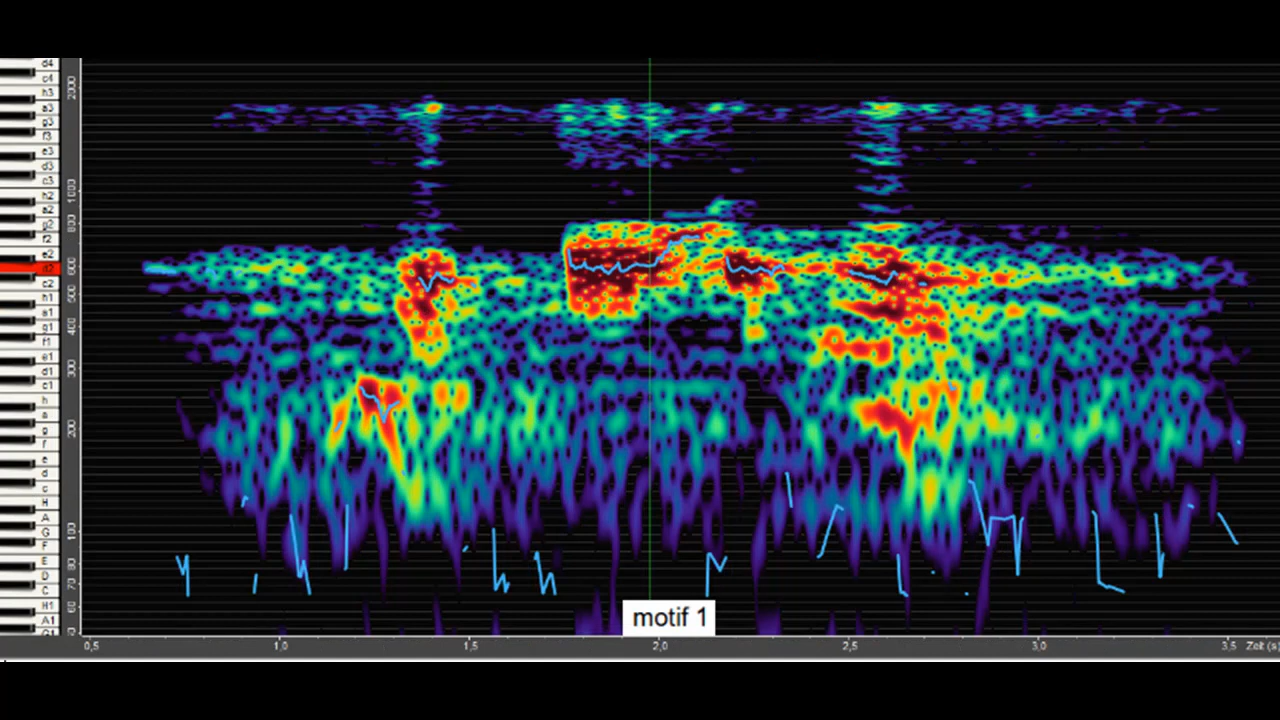 d4
c4
h3
a3
g3
f3
e3
d3
c3
h2
a2
g2
f2
e2
d2
c2
h1
a1
g1
f1
e1
d1
c1
h
a
g
f
e
d
c
H
A
G
F
E
D
C
H1
A1
G1
2000
1000
800
600
500
400
300
200
100
80
70
60
motif 1
0,5 1,0 1,5 2,0 2,5 3,0 3,5 Zeit (s)